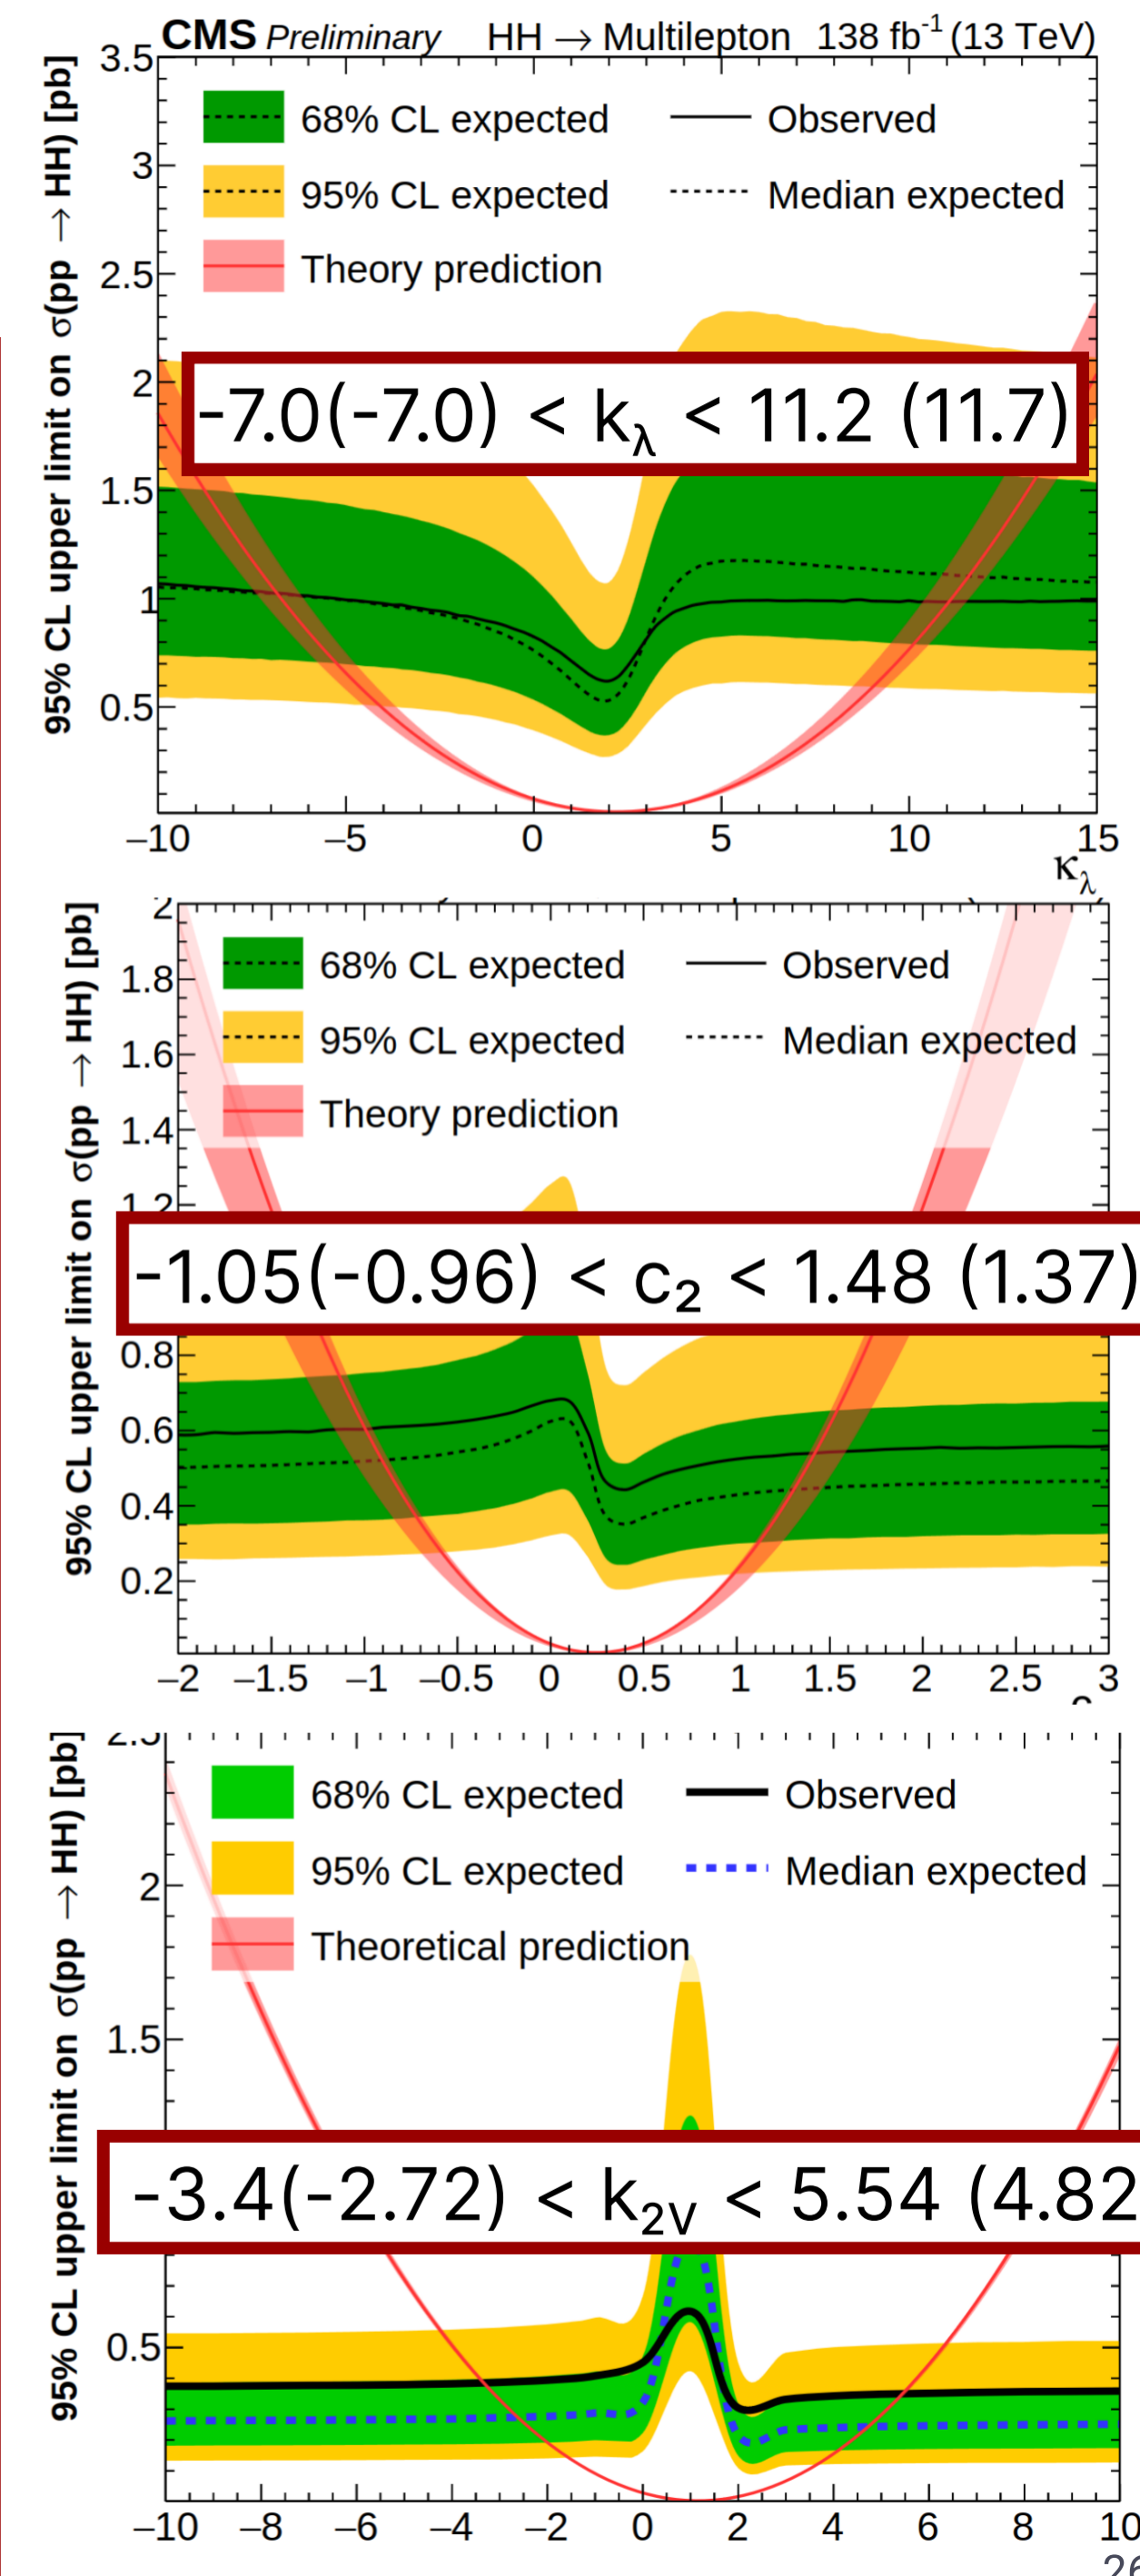 CMS Preliminary HH → Multilepton 138 fb-1 (13 TeV)
95% CL upper limit on σ(pp → HH) [pb]
3.5
3
2.5
2
1.5
1
0.5
68% CL expected
95% CL expected
Theory prediction
Observed
Median expected
-7.0(-7.0) < kλ < 11.2 (11.7)
–10 –5 0 5 10 15
κλ
95% CL upper limit on σ(pp → HH) [pb]
2
1.8
1.6
1.4
1.2
0.8
0.6
0.4
0.2
68% CL expected
95% CL expected
Theory prediction
Observed
Median expected
-1.05(-0.96) < c₂ < 1.48 (1.37)
–2 –1.5 –1 –0.5 0 0.5 1 1.5 2 2.5 3
95% CL upper limit on σ(pp → HH) [pb]
2.5
2
1.5
0.5
68% CL expected
95% CL expected
Theoretical prediction
Observed
Median expected
-3.4(-2.72) < k2V < 5.54 (4.82
–10 –8 –6 –4 –2 0 2 4 6 8 10
26